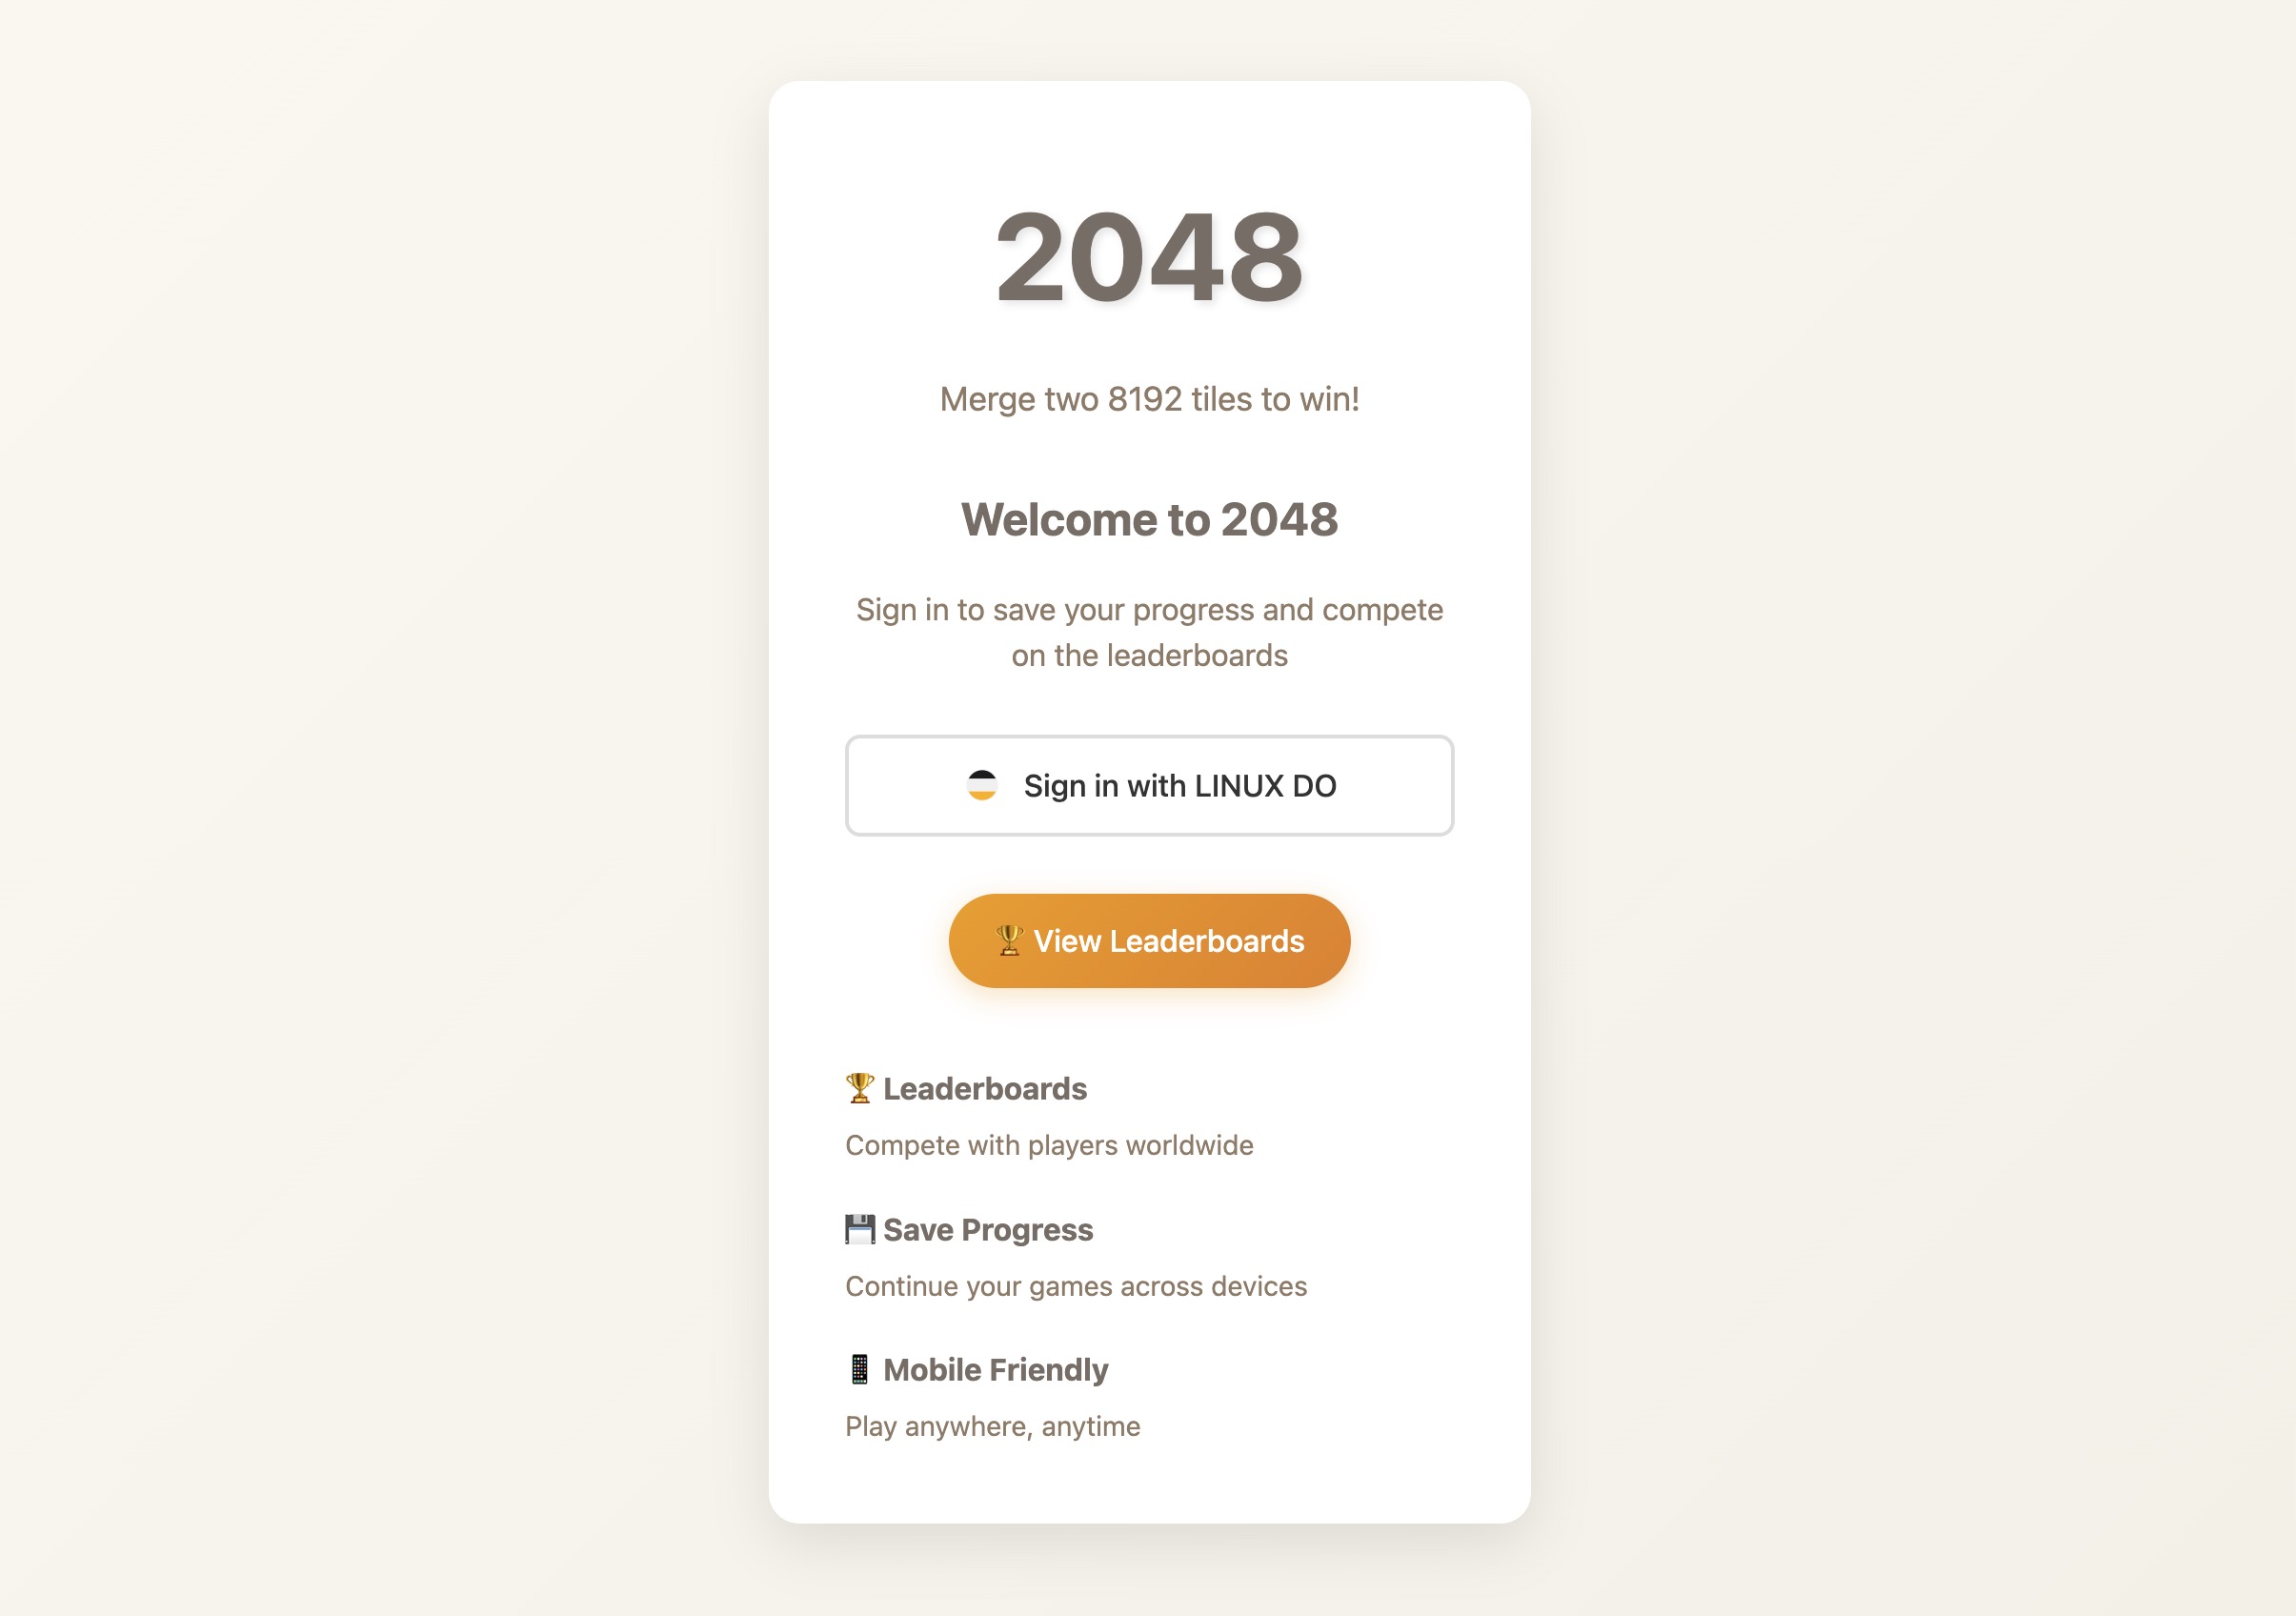 2048
Merge two 8192 tiles to win!
Welcome to 2048
Sign in to save your progress and compete
on the leaderboards
Sign in with LINUX DO
🏆 View Leaderboards
🏆 Leaderboards
Compete with players worldwide
💾 Save Progress
Continue your games across devices
📱 Mobile Friendly
Play anywhere, anytime